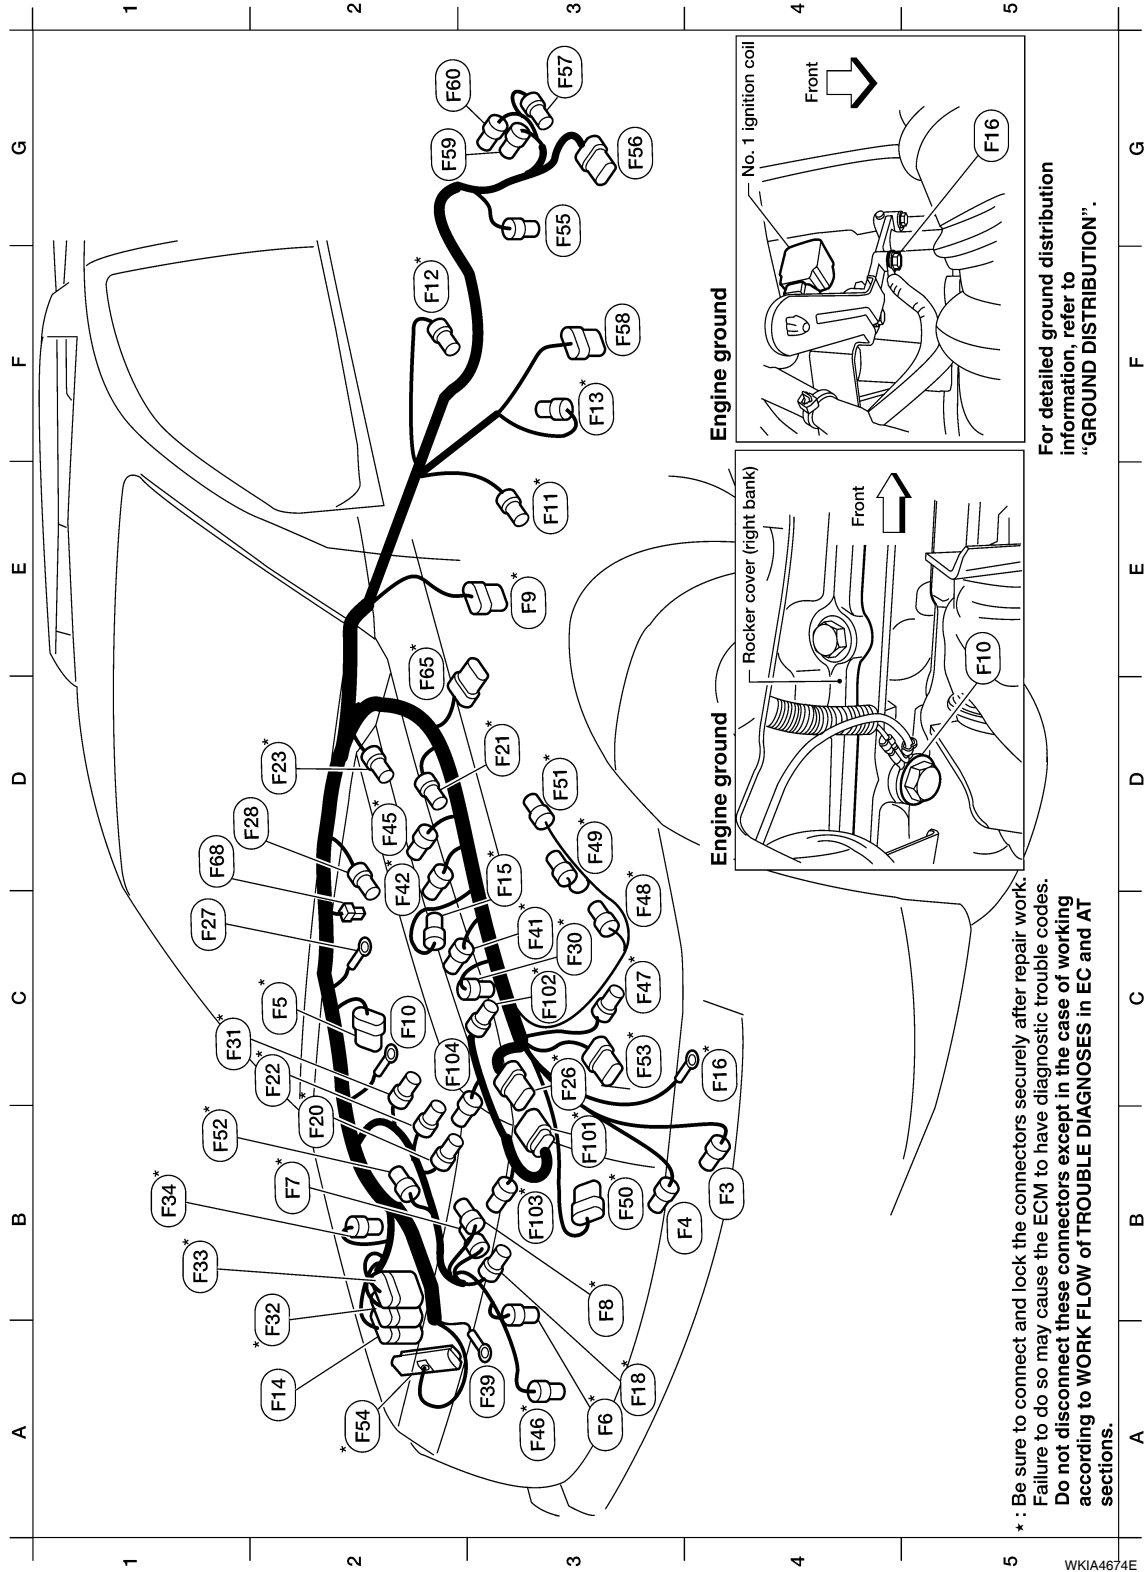 1
2
3
4
5
G
F
E
D
C
B
A
F60
F57
F59
F56
F55
F12
*
F58
F13
*
F11
*
F9
*
F65
*
F23
*
F21
*
F28
F45
*
F51
*
F68
F42
*
F49
*
F15
*
F27
F48
*
F41
*
F30
*
F5
*
F102
*
F47
*
F31
*
F10
F104
F53
*
F22
*
F26
*
F16
*
F20
*
F52
*
F101
*
F7
*
F34
*
F103
*
F50
*
F4
F3
F33
*
F32
*
F8
*
F14
F54
*
F39
F18
*
F46
*
F6
*
Engine ground
Rocker cover (right bank)
Front
F10
Engine ground
No. 1 ignition coil
Front
F16
For detailed ground distribution
information, refer to
“GROUND DISTRIBUTION”.
* : Be sure to connect and lock the connectors securely after repair work.
Failure to do so may cause the ECM to have diagnostic trouble codes.
Do not disconnect these connectors except in the case of working
according to WORK FLOW of TROUBLE DIAGNOSES in EC and AT
sections.
A
B
C
D
E
F
G
1
2
3
4
5
WKIA4674E